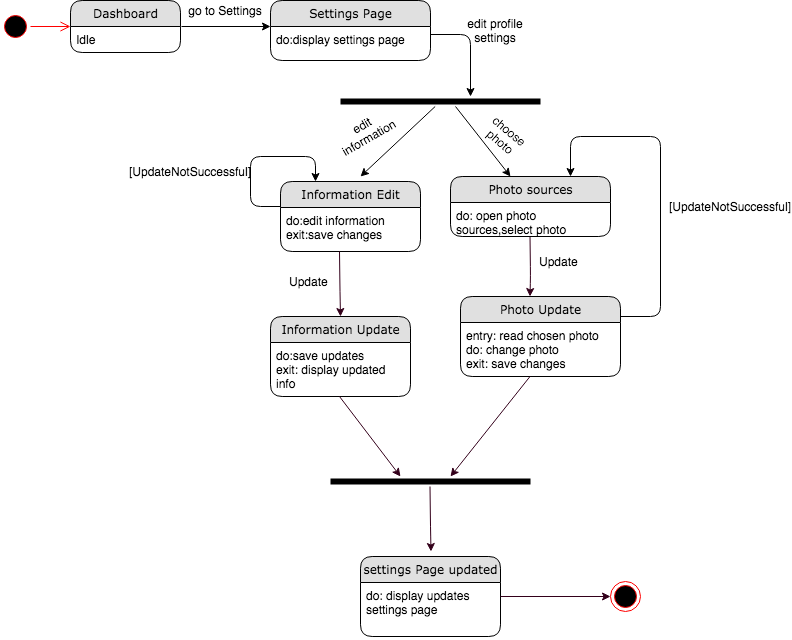 Dashboard
Idle
go to Settings
Settings Page
do:display settings page
edit profile
settings
edit
information
choose
photo
[UpdateNotSuccessful]
Information Edit
do:edit information
exit:save changes
Photo sources
do: open photo
sources,select photo
[UpdateNotSuccessful]
Update
Update
Information Update
do:save updates
exit: display updated
info
Photo Update
entry: read chosen photo
do: change photo
exit: save changes
settings Page updated
do: display updates
settings page